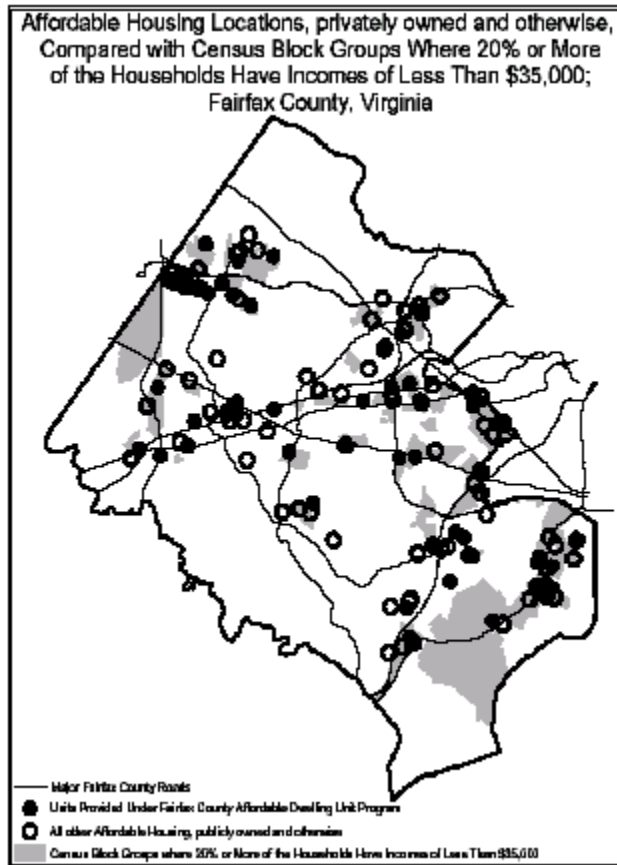 Affordable Housing Locations, privately owned and otherwise,
Compared with Census Block Groups Where 20% or More
of the Households Have Incomes of Less Than $35,000;
Fairfax County, Virginia
Major Fairfax County Roads
Units Provided Under Fairfax County Affordable Dwelling Unit Program
All other Affordable Housing, publicly owned and otherwise
Census Block Groups where 20% or More of the Households Have Incomes of Less Than $35,000